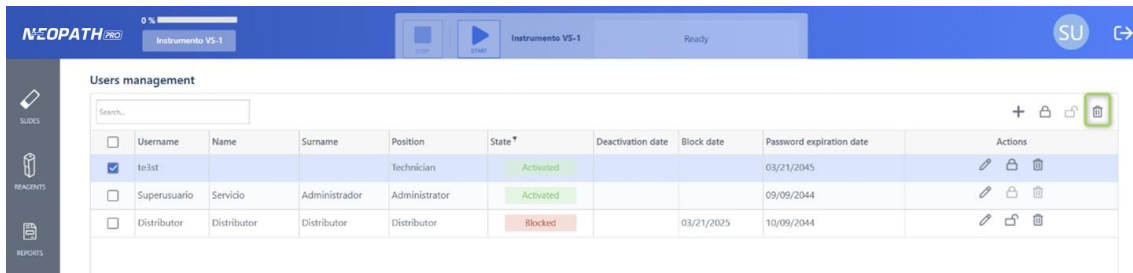 NEOPATH PRO
0 %
Instrumento VS-1
STOP
START
Instrumento VS-1
Ready
SU
SLIDES
REAGENTS
REPORTS
Users management
Search...
Username Name Surname Position State Deactivation date Block date Password expiration date Actions
te3st Technician Activated 03/21/2045
Superusuario Servicio Administrador Administrator Activated 09/09/2044
Distributor Distributor Distributor Distributor Blocked 03/21/2025 10/09/2044